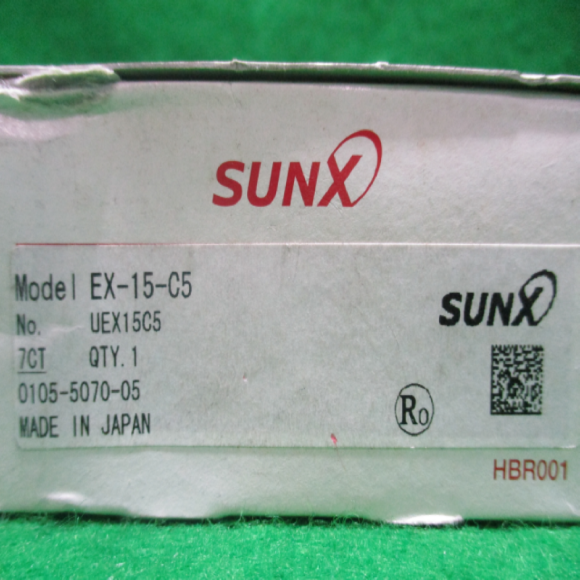 SUNX
Model EX-15-C5
SUNX
No. UEX15C5
7CT QTY. 1
0105-5070-05
Ro
MADE IN JAPAN
HBR001